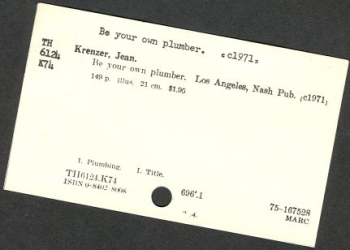 Be your own plumber. [c1971]
TH
6124
K74
Krenzer, Jean.
Be your own plumber. Los Angeles, Nash Pub. [c1971]
149 p. illus. 21 cm. $1.95
1. Plumbing. I. Title.
TH6124.K74
696'.1
75-167528
ISBN 0-8402-8008
MARC